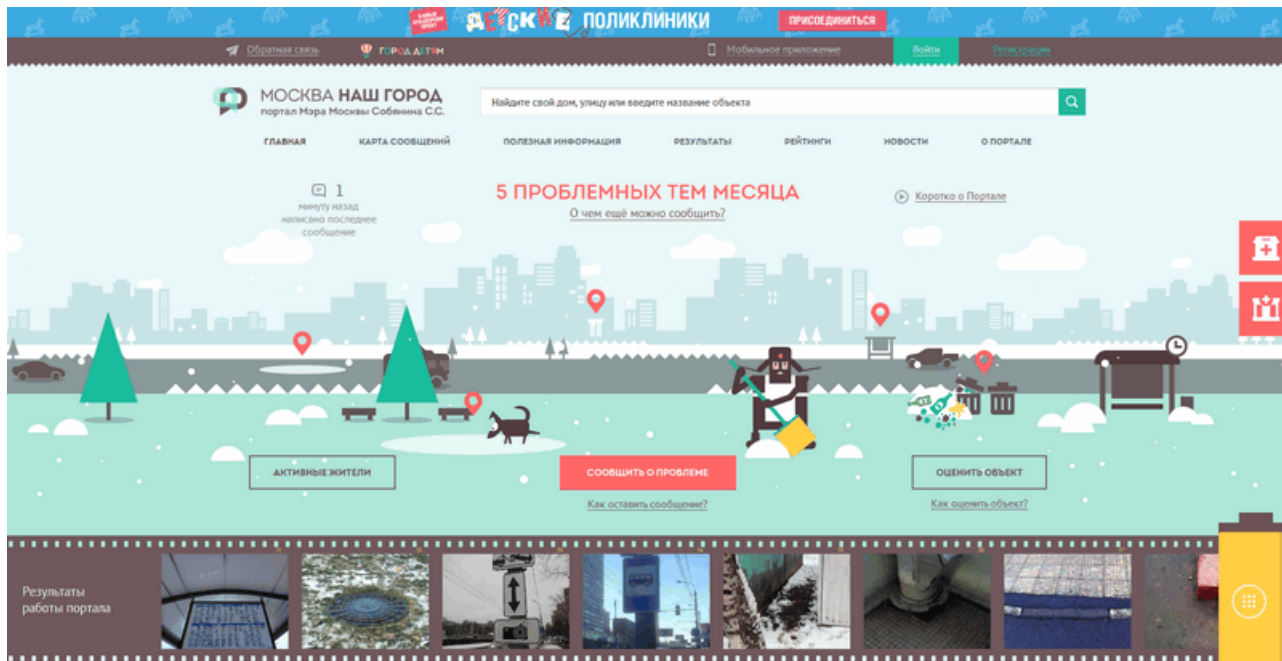 ДЕТСКИЕ ПОЛИКЛИНИКИ
ПРИСОЕДИНИТЬСЯ
Обратная связь
ГОРОД ДЕТЯМ
Мобильное приложение
Войти
Регистрация
МОСКВА НАШ ГОРОД
портал Мэра Москвы Собянина С.С.
Найдите свой дом, улицу или введите название объекта
ГЛАВНАЯ
КАРТА СООБЩЕНИЙ
ПОЛЕЗНАЯ ИНФОРМАЦИЯ
РЕЗУЛЬТАТЫ
РЕЙТИНГИ
НОВОСТИ
О ПОРТАЛЕ
1
минуту назад
написано последнее
сообщение
5 ПРОБЛЕМНЫХ ТЕМ МЕСЯЦА
О чем ещё можно сообщить?
Коротко о Портале
АКТИВНЫЕ ЖИТЕЛИ
СООБЩИТЬ О ПРОБЛЕМЕ
ОЦЕНИТЬ ОБЪЕКТ
Как оставить сообщение?
Как оценить объект?
Результаты
работы портала